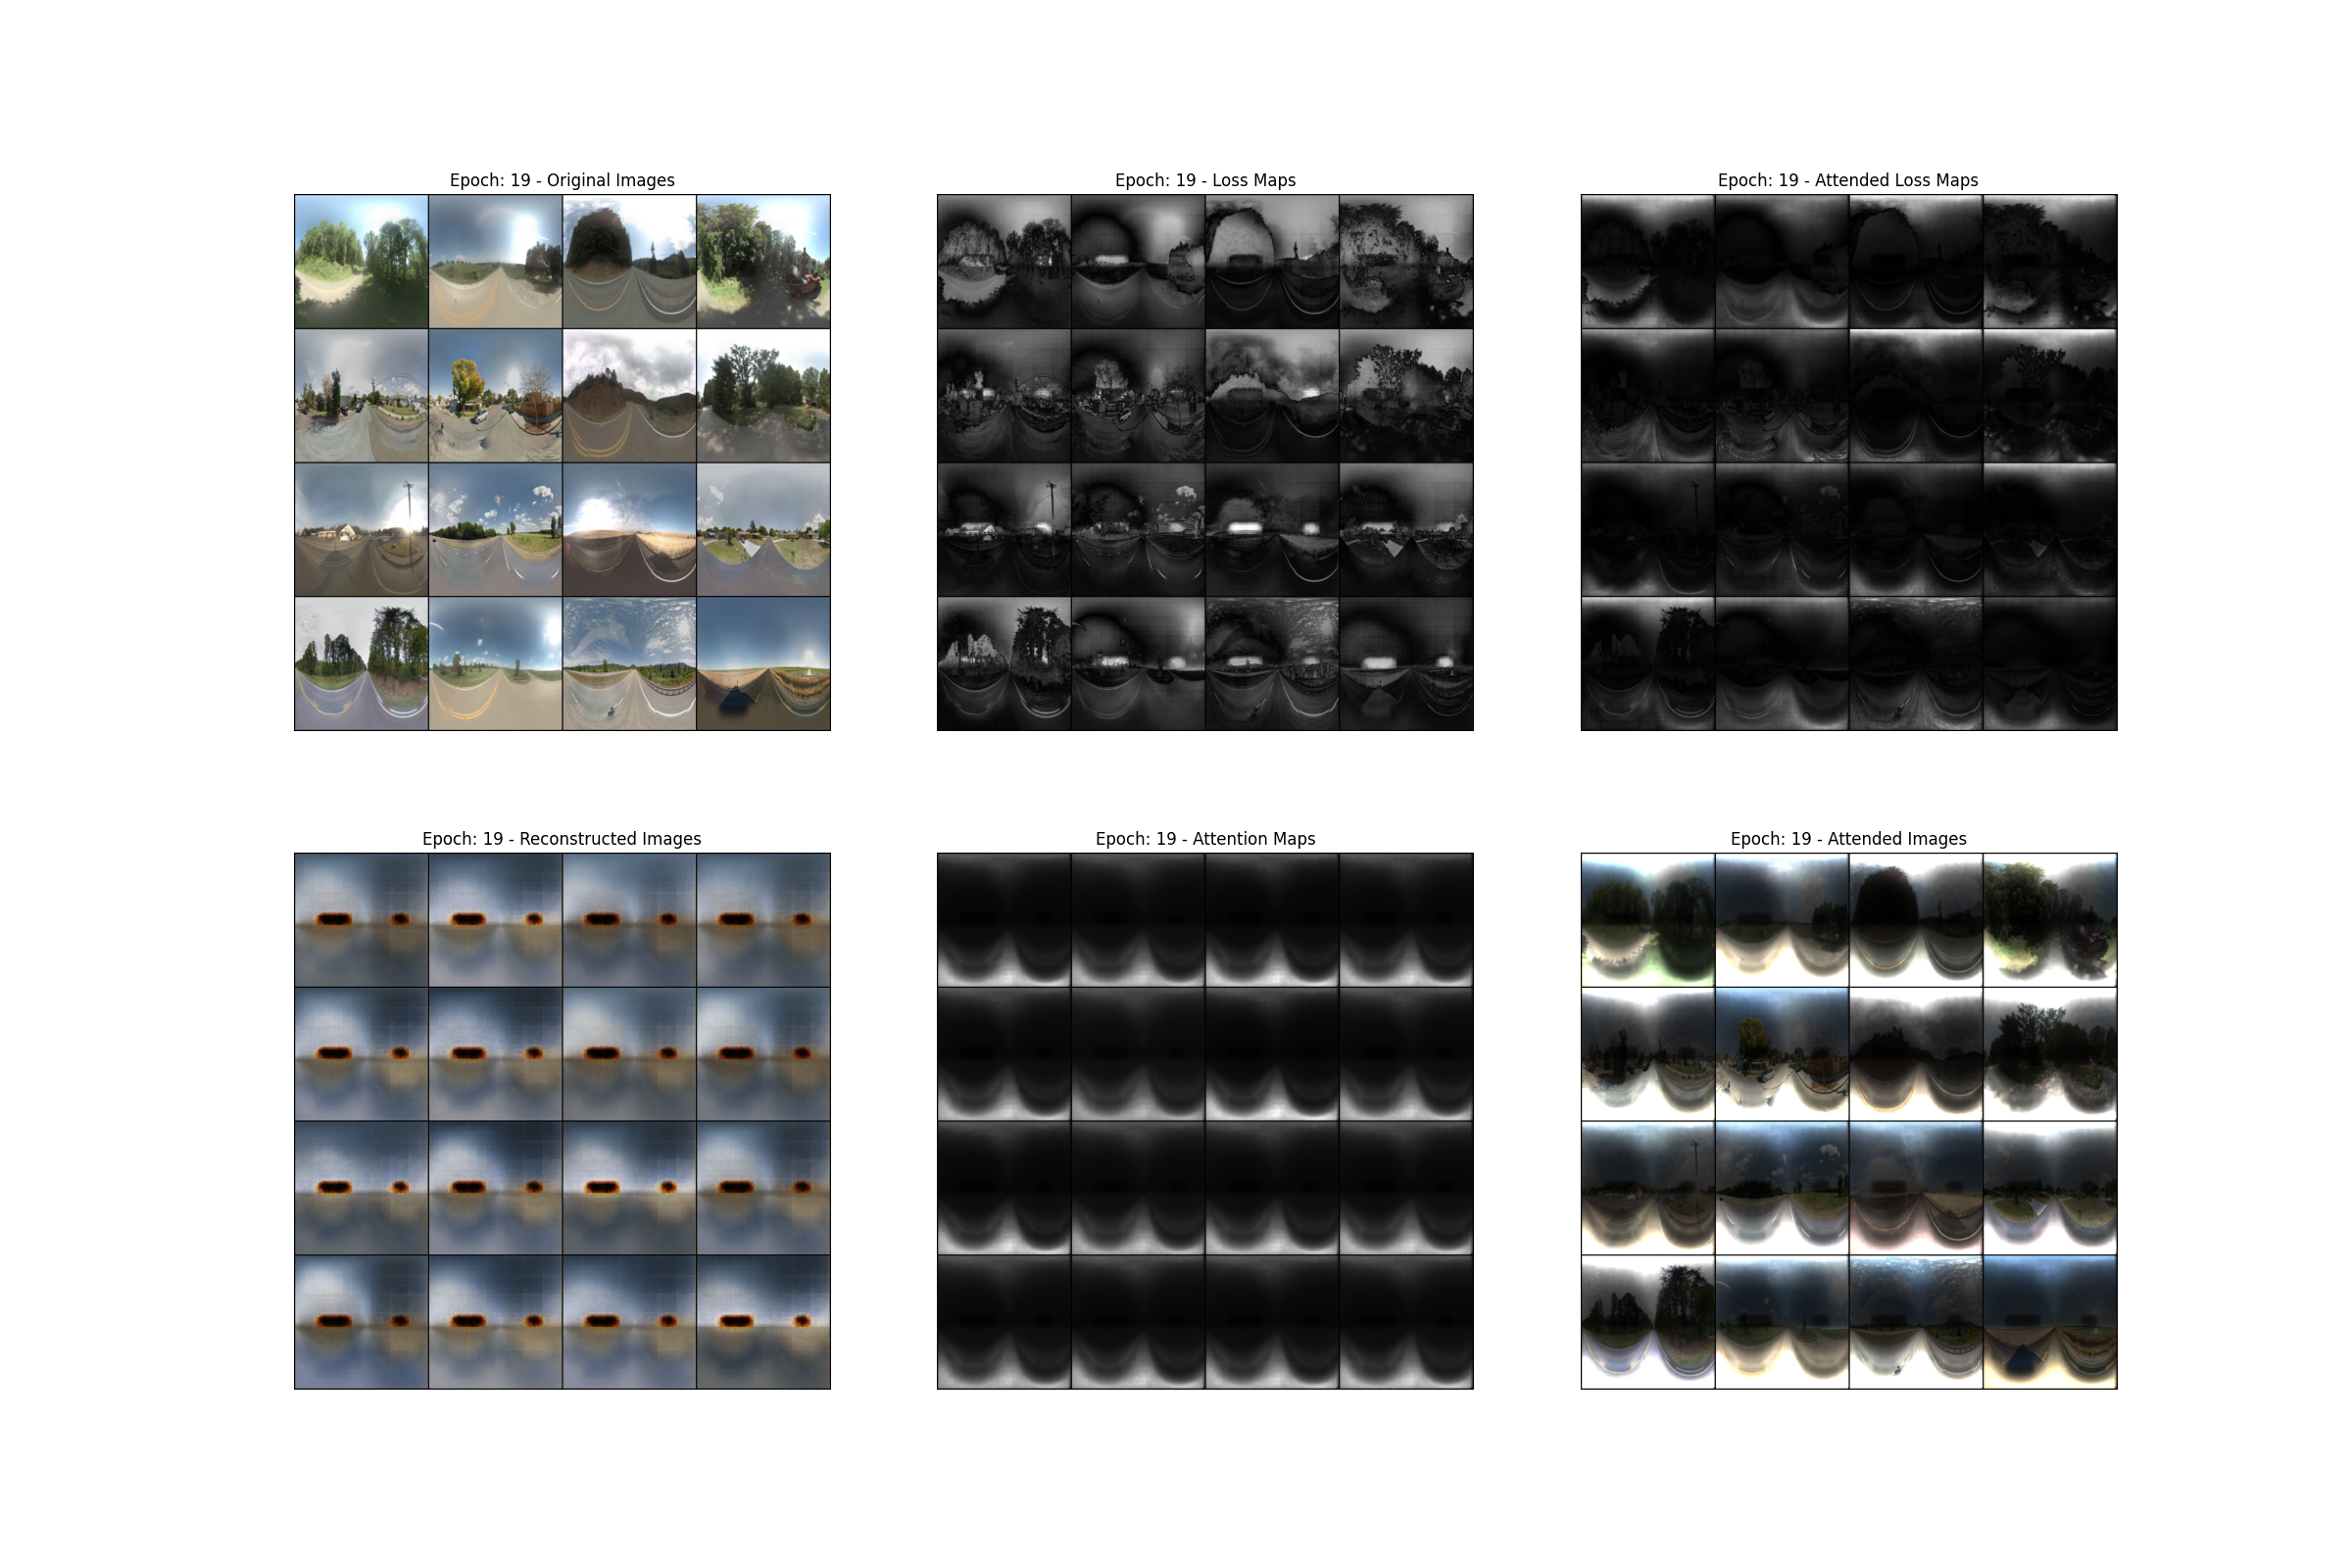 Epoch: 19 - Original Images
Epoch: 19 - Loss Maps
Epoch: 19 - Attended Loss Maps
Epoch: 19 - Reconstructed Images
Epoch: 19 - Attention Maps
Epoch: 19 - Attended Images